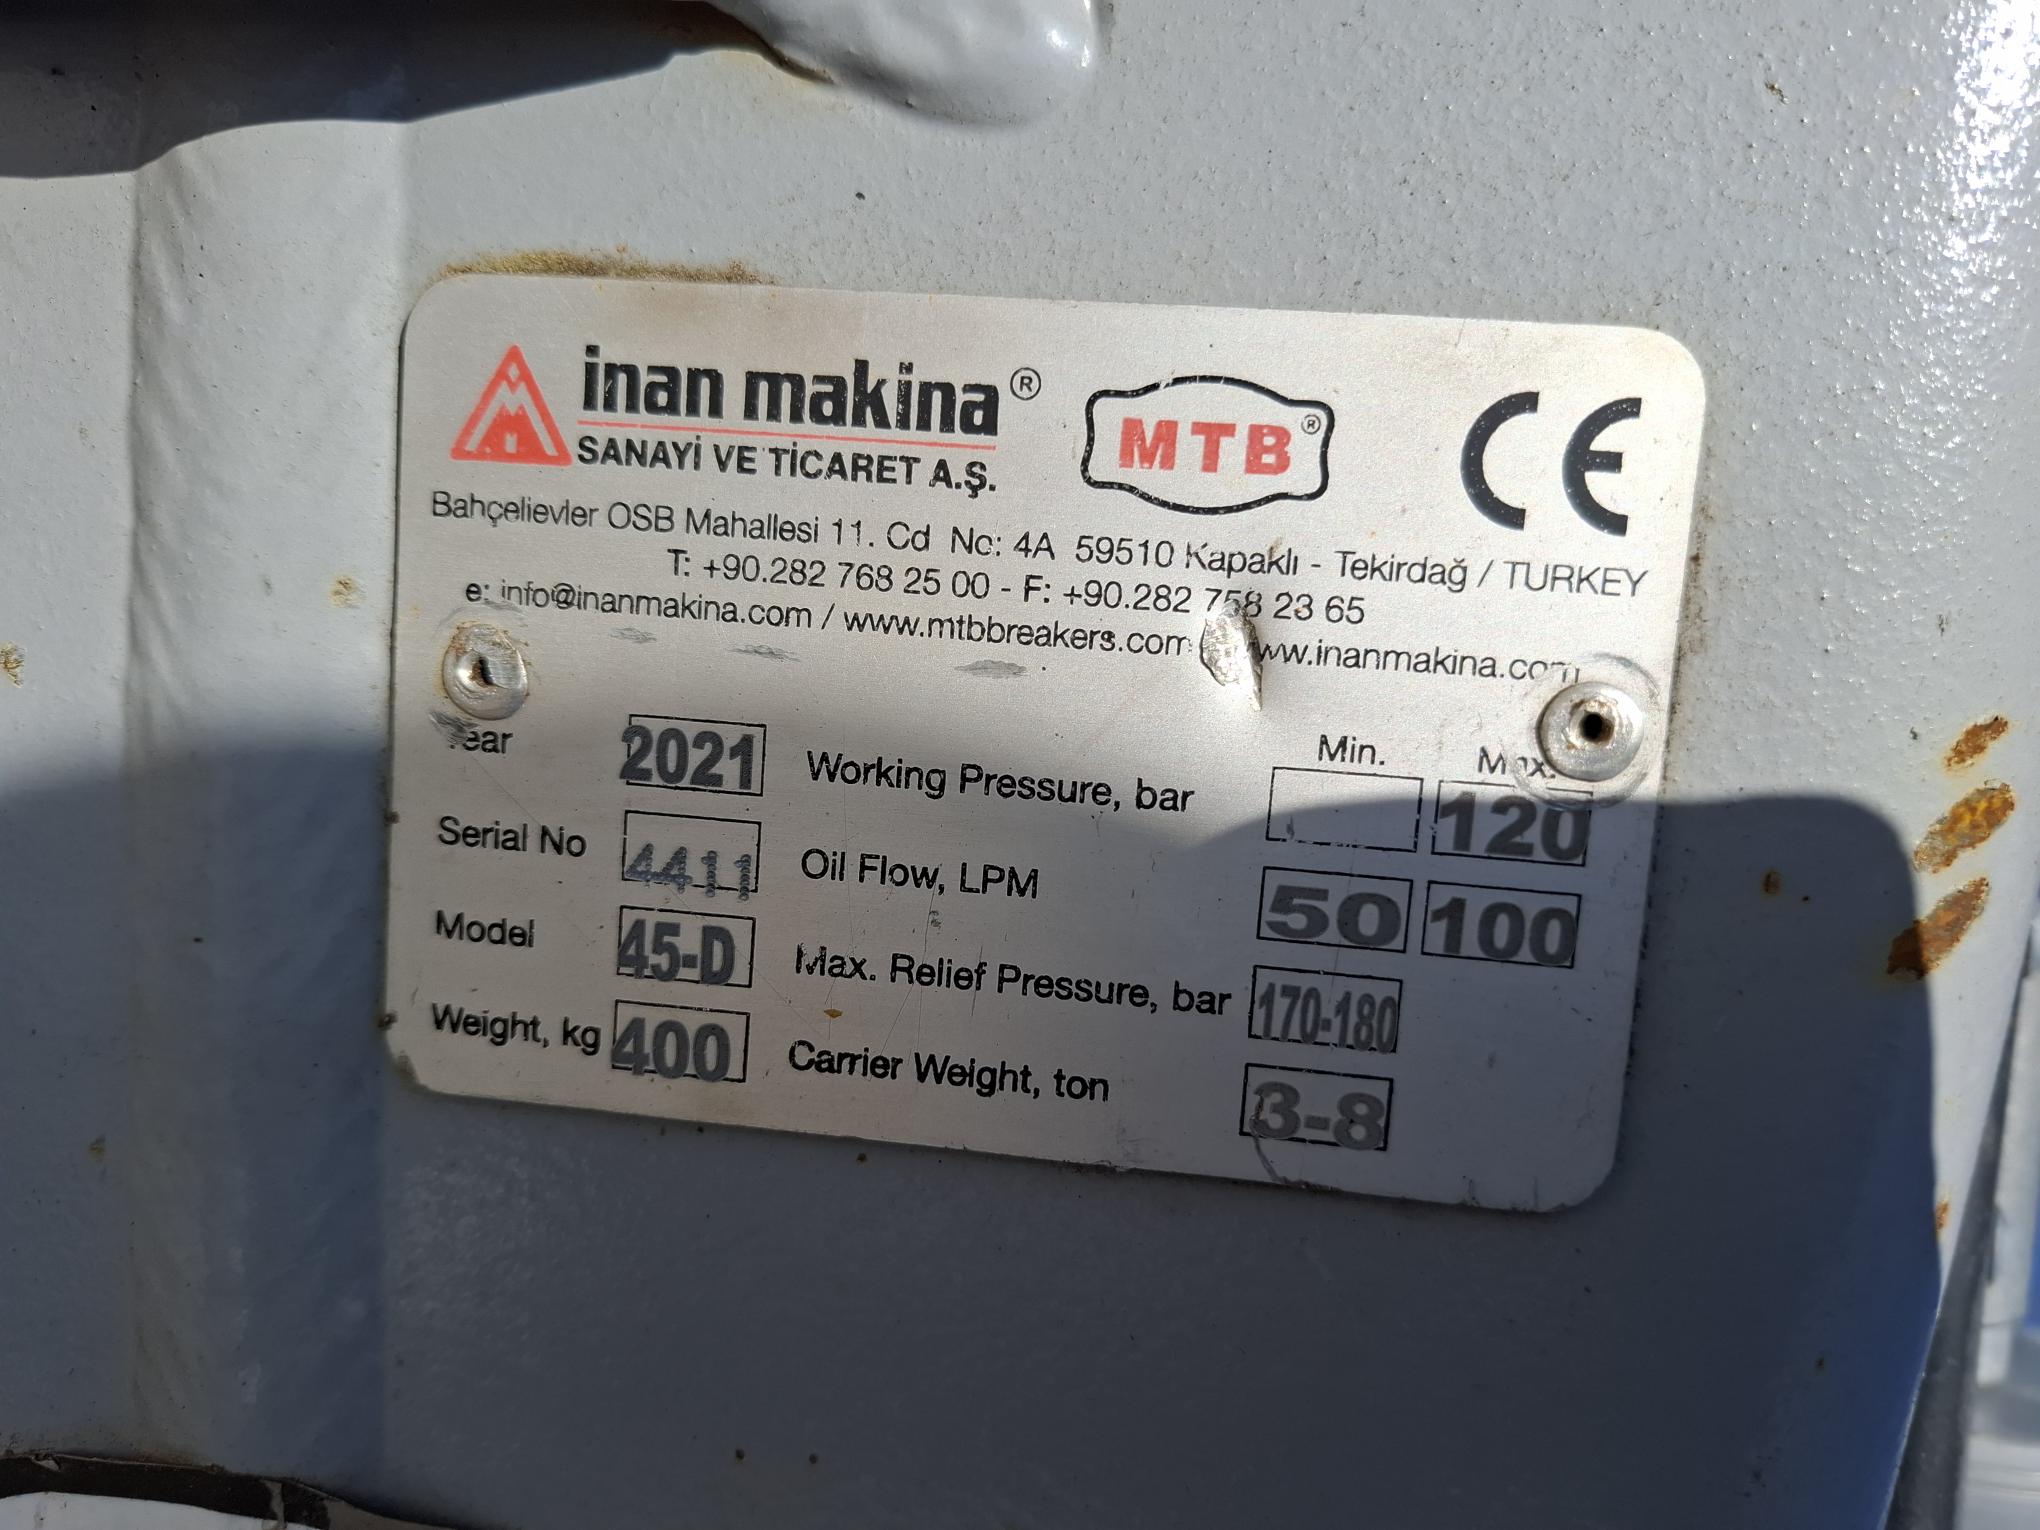 inan makina®
SANAYİ VE TİCARET A.Ş.
MTB®
CE
Bahçelievler OSB Mahallesi 11. Cd No: 4A 59510 Kapaklı - Tekirdağ / TURKEY
T: +90.282 768 25 00 - F: +90.282 758 23 65
e: info@inanmakina.com / www.mtbbreakers.com www.inanmakina.com
Min. Max.
Year 2021 Working Pressure, bar 120
Serial No 4411 Oil Flow, LPM 50 100
Model 45-D Max. Relief Pressure, bar 170-180
Weight, kg 400 Carrier Weight, ton 3-8